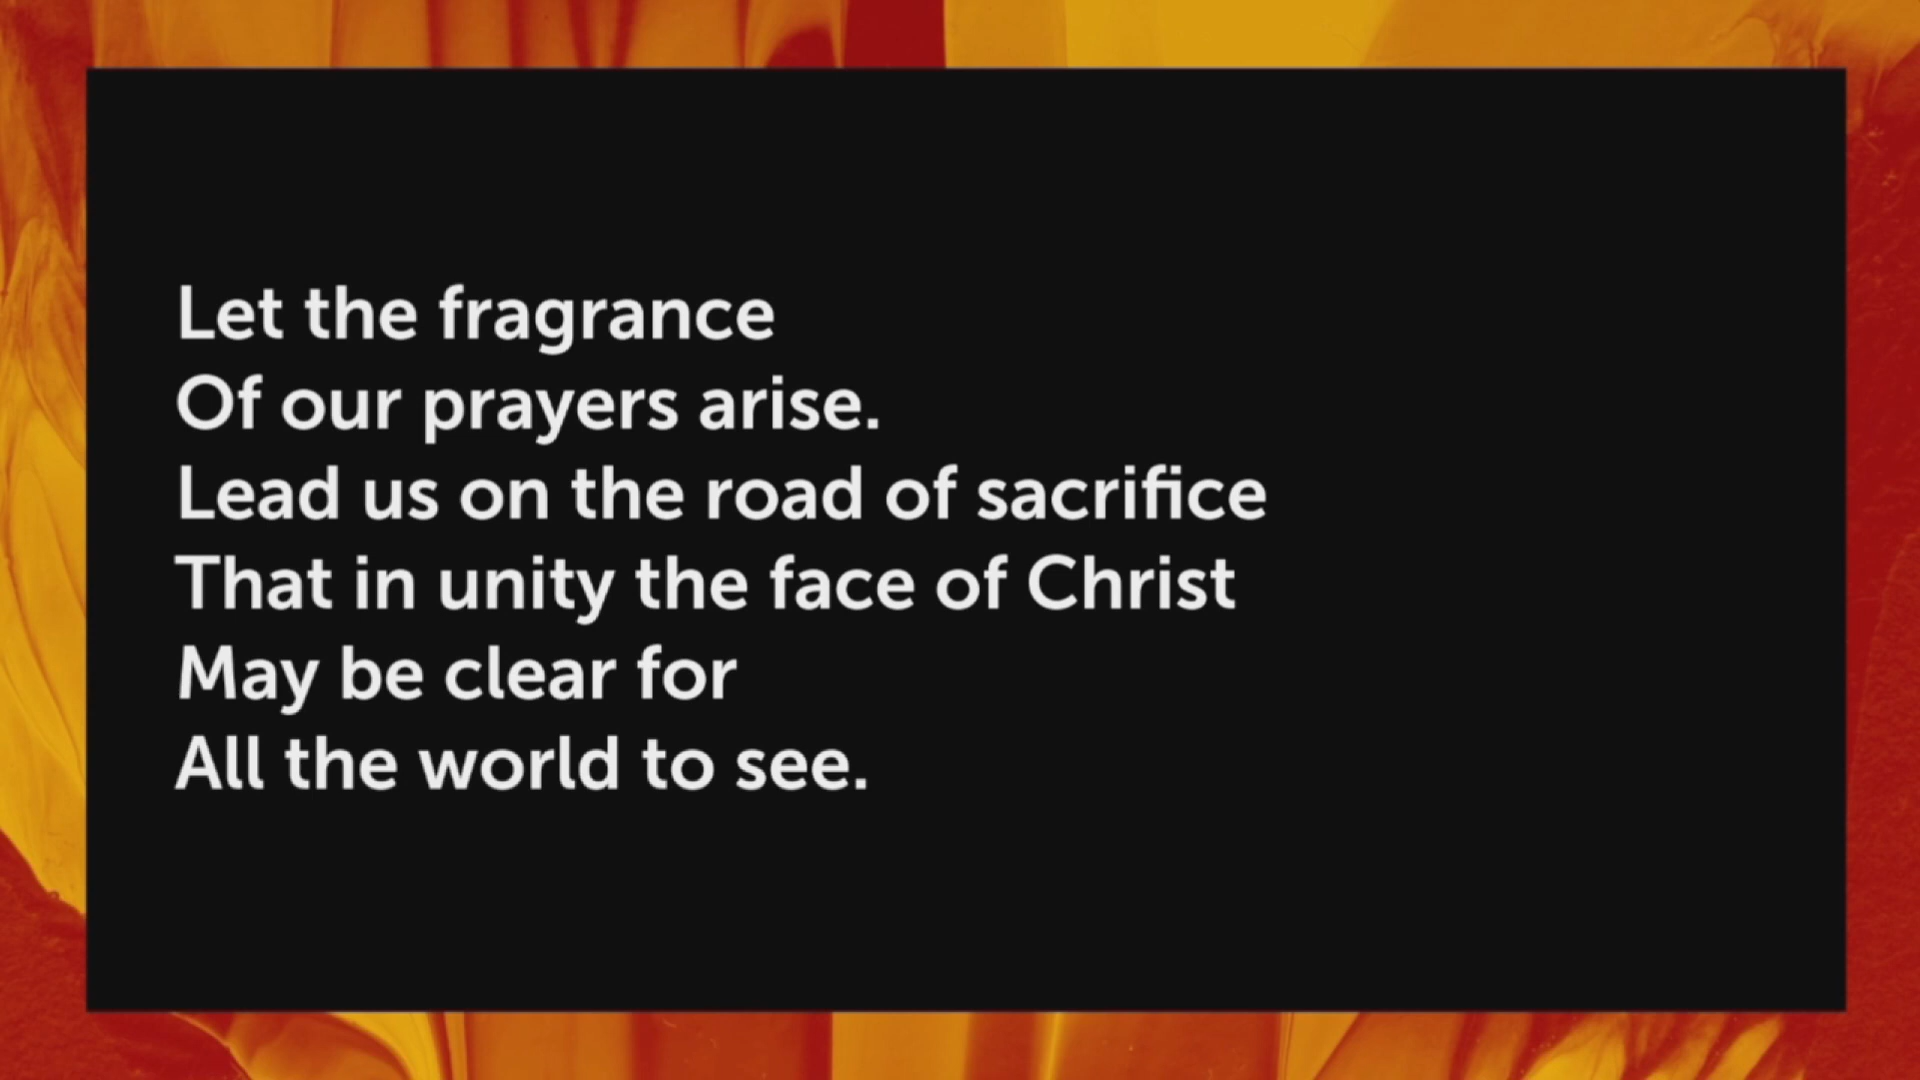 Let the fragrance
Of our prayers arise.
Lead us on the road of sacrifice
That in unity the face of Christ
May be clear for
All the world to see.